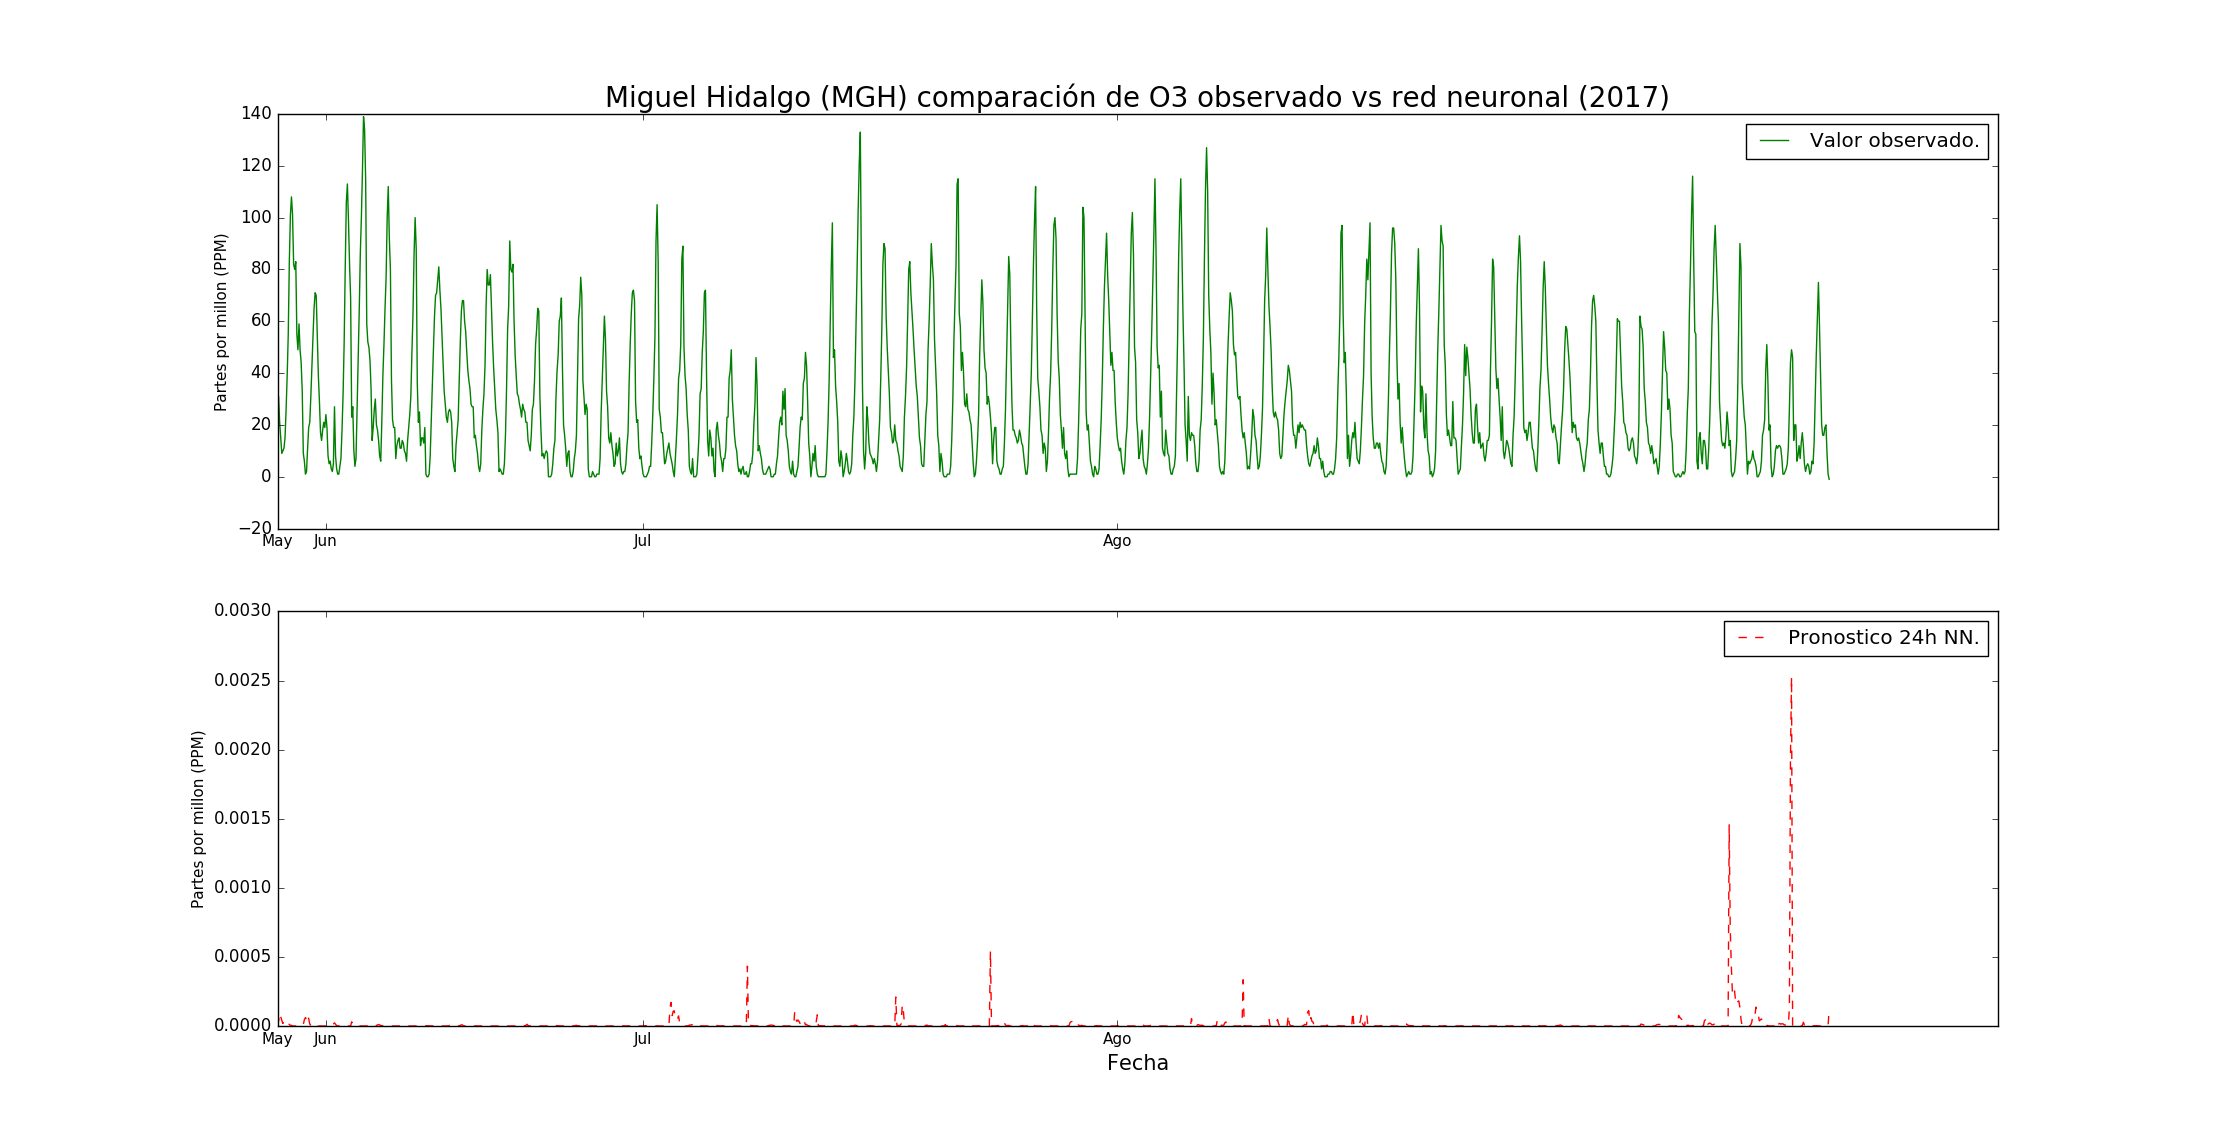 Miguel Hidalgo (MGH) comparación de O3 observado vs red neuronal (2017)
140
120
100
80
60
40
20
0
−20
Partes por millon (PPM)
Valor observado.
May Jun Jul Ago
0.0030
0.0025
0.0020
0.0015
0.0010
0.0005
0.0000
Partes por millon (PPM)
Pronostico 24h NN.
May Jun Jul Ago
Fecha